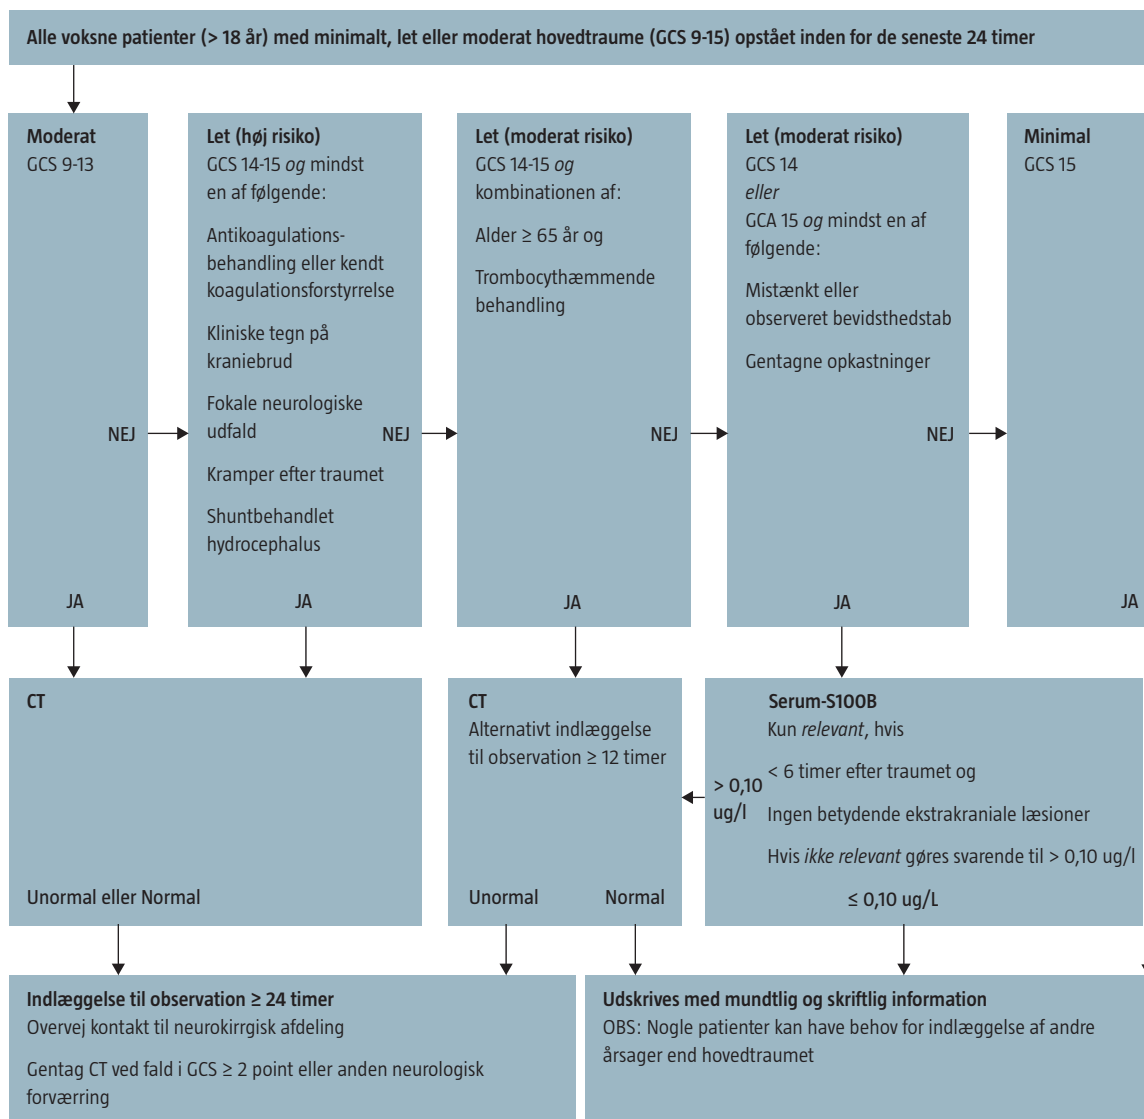 Alle voksne patienter (> 18 år) med minimalt, let eller moderat hovedtraume (GCS 9-15) opstået inden for de seneste 24 timer
Moderat
GCS 9-13
NEJ
JA
Let (høj risiko)
GCS 14-15 og mindst
en af følgende:
Antikoagulations-
behandling eller kendt
koagulationsforstyrrelse
Kliniske tegn på
kraniebrud
Fokale neurologiske
udfald
NEJ
Kramper efter traumet
Shuntbehandlet
hydrocephalus
JA
Let (moderat risiko)
GCS 14-15 og
kombinationen af:
Alder ≥ 65 år og
Trombocythæmmende
behandling
NEJ
JA
Let (moderat risiko)
GCS 14
eller
GCA 15 og mindst en af
følgende:
Mistænkt eller
observeret bevidsthedstab
Gentagne opkastninger
NEJ
JA
Minimal
GCS 15
JA
CT
Unormal eller Normal
CT
Alternativt indlæggelse
til observation ≥ 12 timer
Unormal
Normal
Serum-S100B
Kun relevant, hvis
< 6 timer efter traumet og
> 0,10
ug/l
Ingen betydende ekstrakraniale læsioner
Hvis ikke relevant gøres svarende til > 0,10 ug/l
≤ 0,10 ug/L
Indlæggelse til observation ≥ 24 timer
Overvej kontakt til neurokirrgisk afdeling
Gentag CT ved fald i GCS ≥ 2 point eller anden neurologisk
forværring
Udskrives med mundtlig og skriftlig information
OBS: Nogle patienter kan have behov for indlæggelse af andre
årsager end hovedtraumet